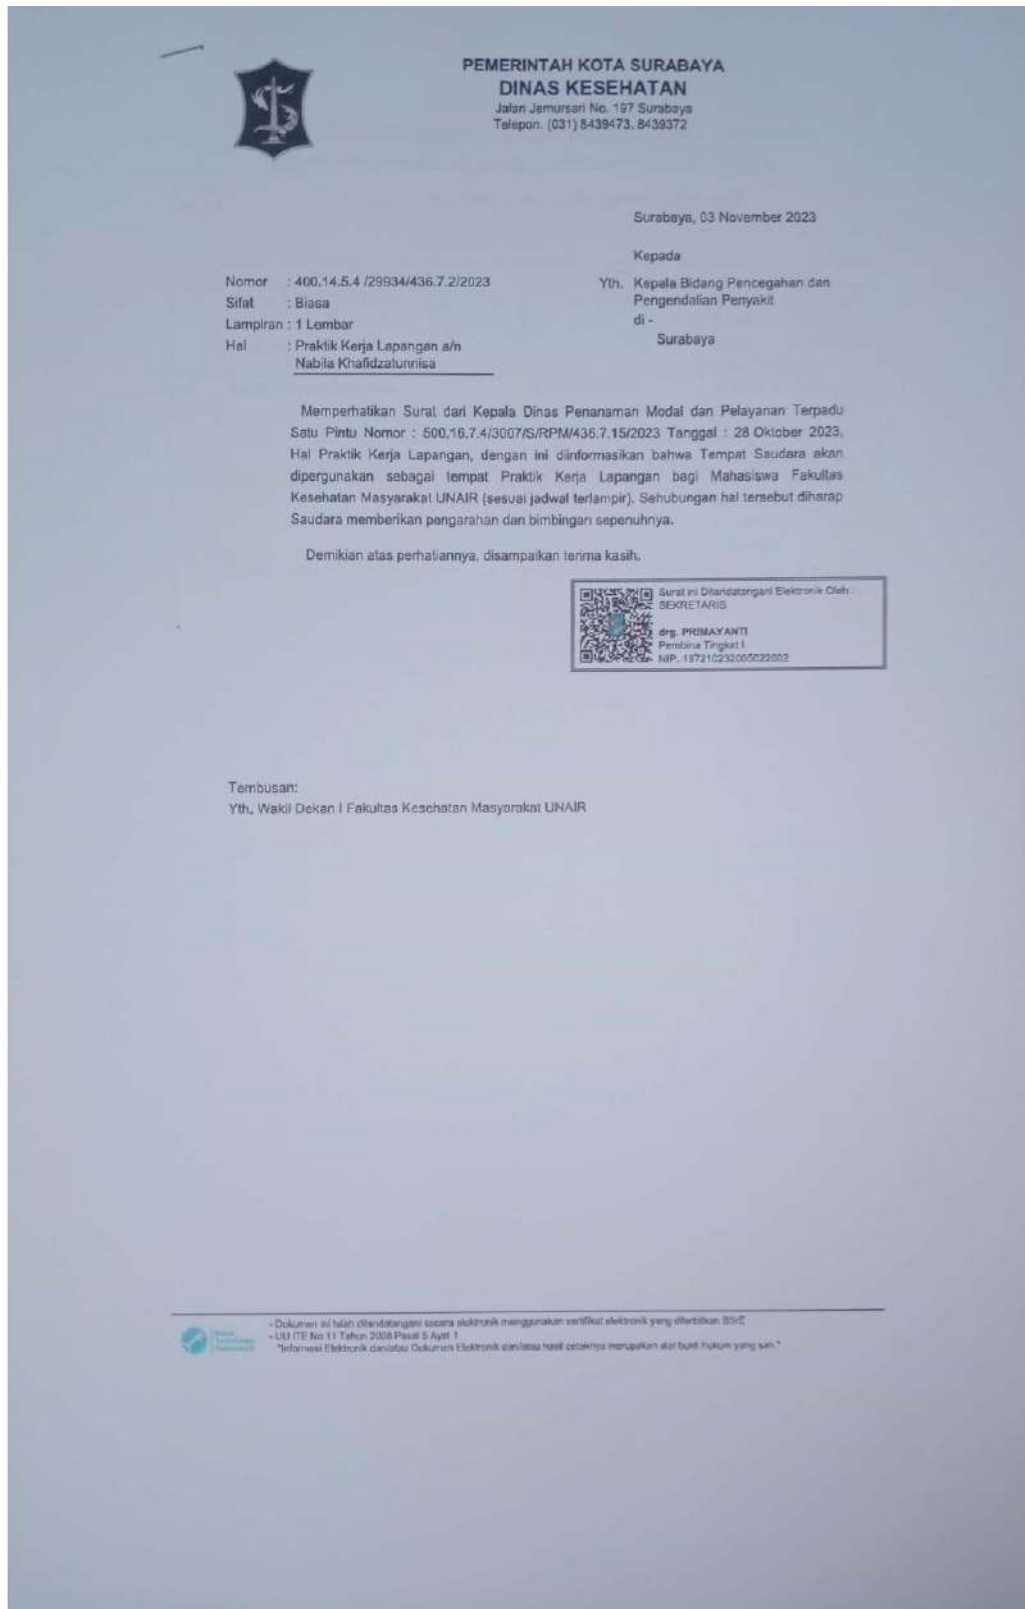 PEMERINTAH KOTA SURABAYA
DINAS KESEHATAN
Jalan Jemursari No. 197 Surabaya
Telepon. (031) 8439473, 8439372
Surabaya, 03 November 2023
Kepada
Yth. Kepala Bidang Pencegahan dan
Pengendalian Penyakit
di -
Surabaya
Nomor : 400.14.5.4 /29934/436.7.2/2023
Sifat : Biasa
Lampiran : 1 Lembar
Hal : Praktik Kerja Lapangan a/n
Nabila Khafidzatunnisa
Memperhatikan Surat dari Kepala Dinas Penanaman Modal dan Pelayanan Terpadu
Satu Pintu Nomor : 500.16.7.4/3007/S/RPM/436.7.15/2023 Tanggal : 28 Oktober 2023,
Hal Praktik Kerja Lapangan, dengan ini diinformasikan bahwa Tempat Saudara akan
dipergunakan sebagai tempat Praktik Kerja Lapangan bagi Mahasiswa Fakultas
Kesehatan Masyarakat UNAIR (sesuai jadwal terlampir). Sehubungan hal tersebut diharap
Saudara memberikan pengarahan dan bimbingan sepenuhnya.
Demikian atas perhatiannya, disampaikan terima kasih.
Surat ini Ditandatangani Elektronik Oleh :
SEKRETARIS
drg. PRIMAYANTI
Pembina Tingkat I
NIP. 197210232005022002
Tembusan:
Yth. Wakil Dekan I Fakultas Kesehatan Masyarakat UNAIR
- Dokumen ini telah ditandatangani secara elektronik menggunakan sertifikat elektronik yang diterbitkan BSrE
- UU ITE No 11 Tahun 2008 Pasal 5 Ayat 1
"Informasi Elektronik dan/atau Dokumen Elektronik dan/atau hasil cetaknya merupakan alat bukti hukum yang sah."